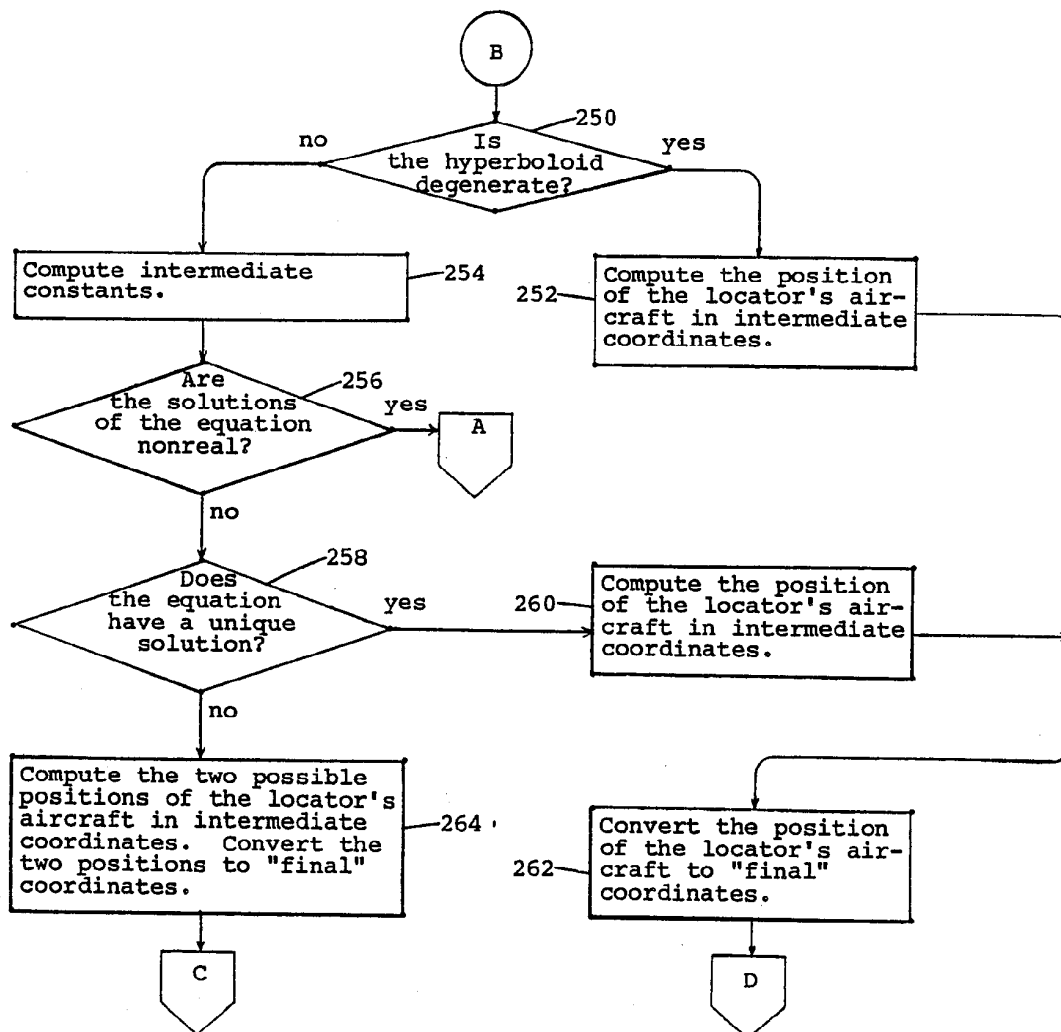 B
250
Is
the hyperboloid
degenerate?
no
yes
Compute intermediate
constants.
254
252
Compute the position
of the locator's air-
craft in intermediate
coordinates.
Are
the solutions
of the equation
nonreal?
256
yes
A
no
258
Does
the equation
have a unique
solution?
yes
260
Compute the position
of the locator's air-
craft in intermediate
coordinates.
no
Compute the two possible
positions of the locator's
aircraft in intermediate
coordinates. Convert the
two positions to "final"
coordinates.
264
262
Convert the position
of the locator's air-
craft to "final"
coordinates.
C
D